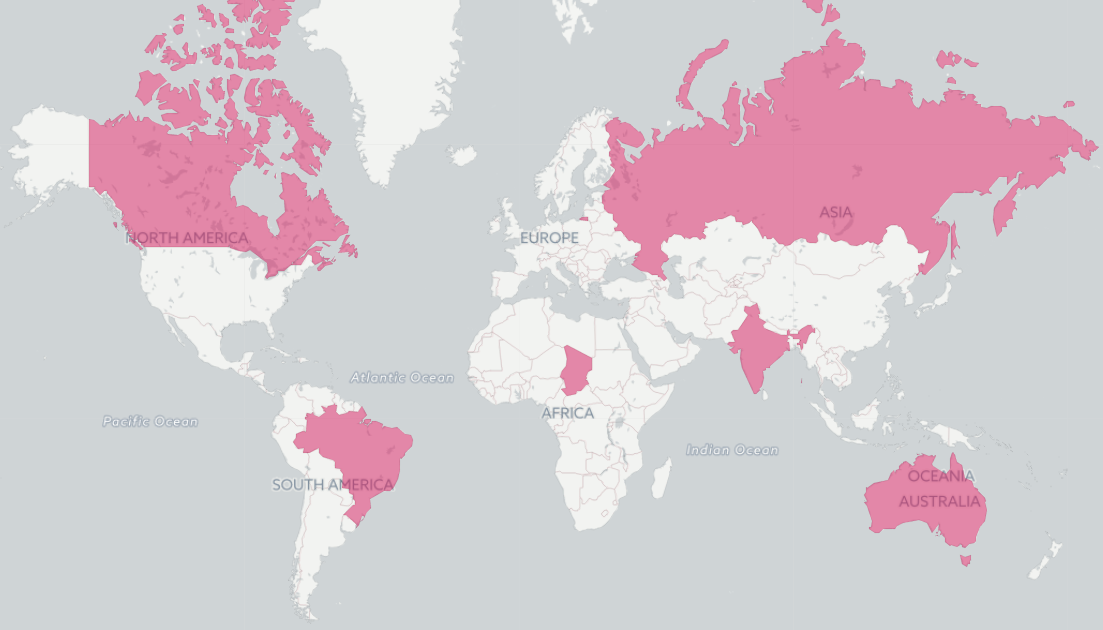 ASIA
NORTH AMERICA
EUROPE
Atlantic Ocean
AFRICA
Pacific Ocean
Indian Ocean
OCEANIA
SOUTH AMERICA
AUSTRALIA